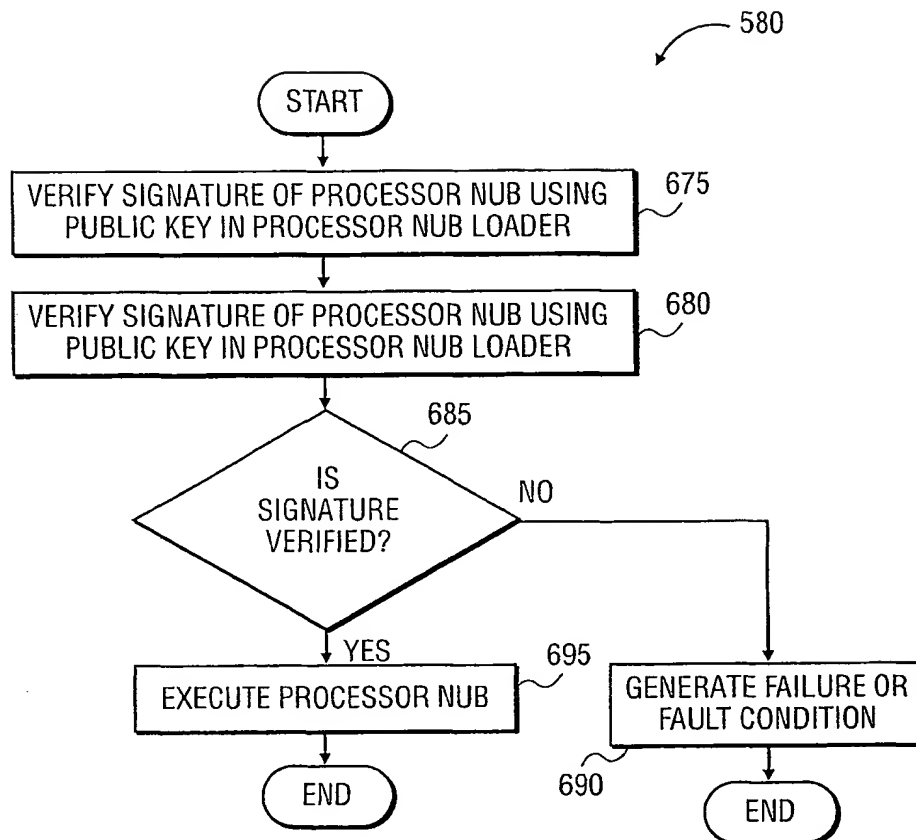 580
START
VERIFY SIGNATURE OF PROCESSOR NUB USING
PUBLIC KEY IN PROCESSOR NUB LOADER
675
VERIFY SIGNATURE OF PROCESSOR NUB USING
PUBLIC KEY IN PROCESSOR NUB LOADER
680
685
IS
SIGNATURE
VERIFIED?
NO
YES
EXECUTE PROCESSOR NUB
695
GENERATE FAILURE OR
FAULT CONDITION
690
END
END